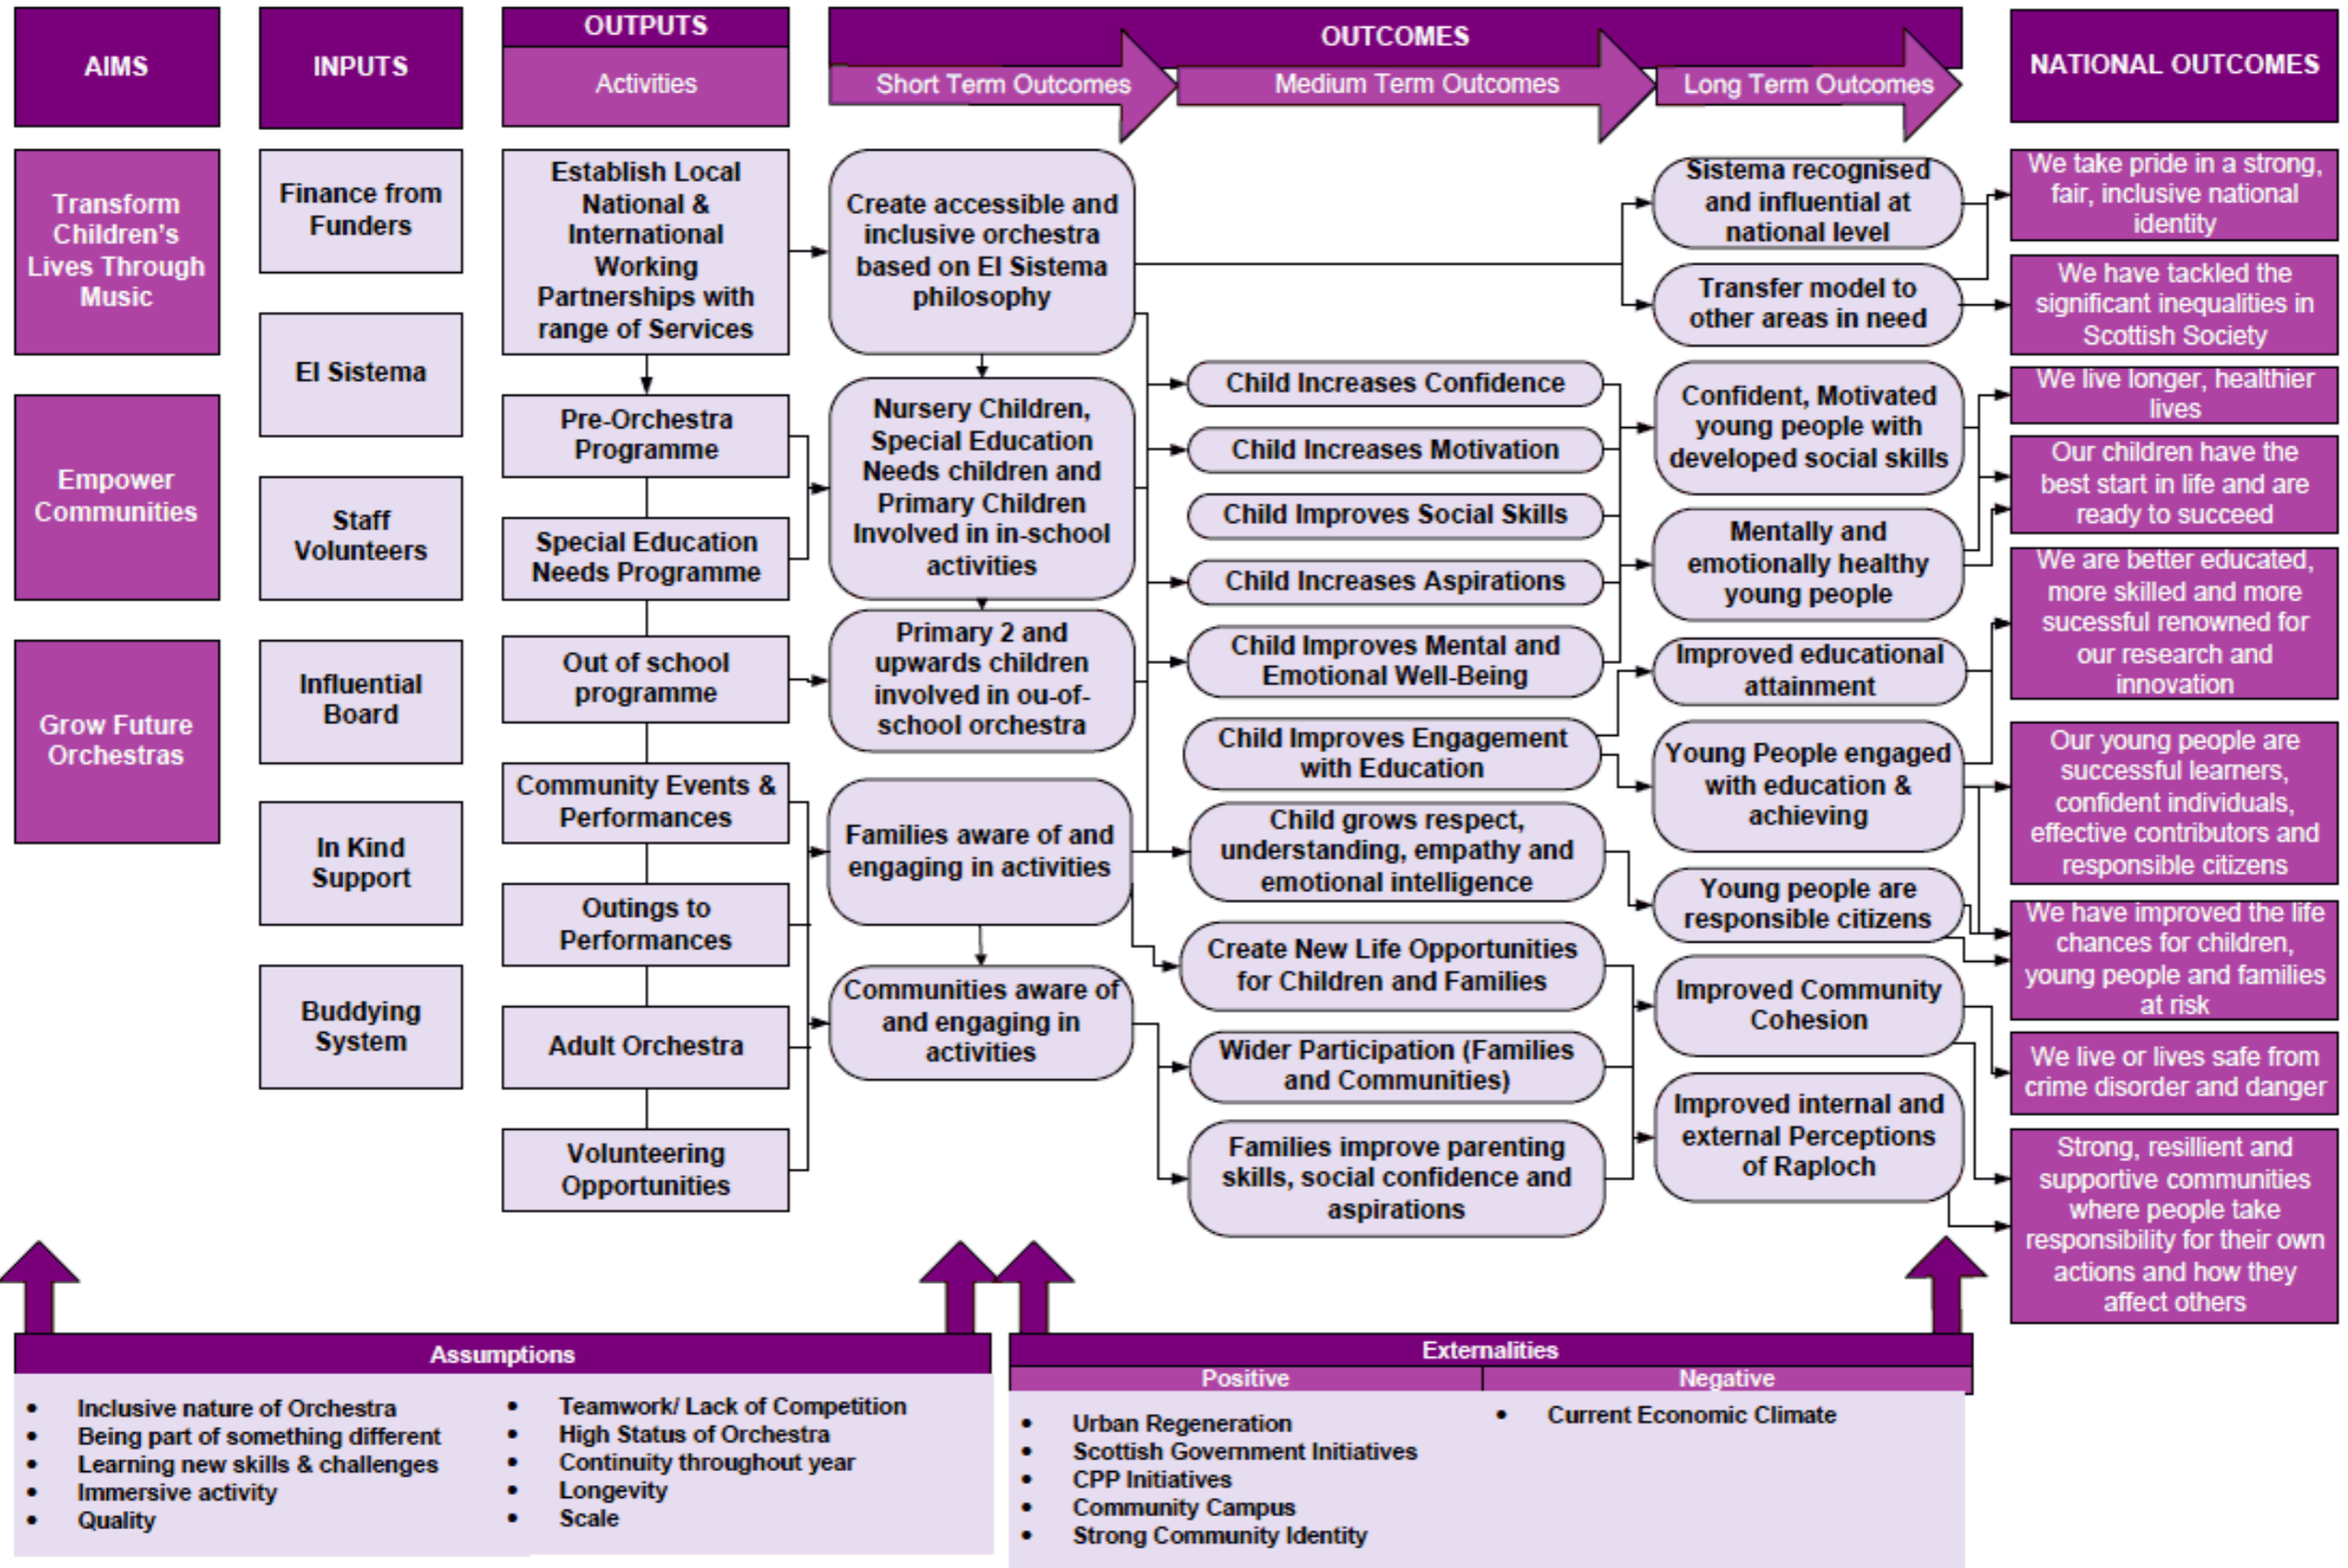 AIMS
INPUTS
OUTPUTS
Activities
OUTCOMES
Short Term Outcomes
Medium Term Outcomes
Long Term Outcomes
NATIONAL OUTCOMES
Transform
Children's
Lives Through
Music
Empower
Communities
Grow Future
Orchestras
Finance from
Funders
El Sistema
Staff
Volunteers
Influential
Board
In Kind
Support
Buddying
System
Establish Local
National &
International
Working
Partnerships with
range of Services
Pre-Orchestra
Programme
Special Education
Needs Programme
Out of school
programme
Community Events &
Performances
Outings to
Performances
Adult Orchestra
Volunteering
Opportunities
Create accessible and
inclusive orchestra
based on El Sistema
philosophy
Nursery Children,
Special Education
Needs children and
Primary Children
Involved in in-school
activities
Primary 2 and
upwards children
involved in ou-of-
school orchestra
Families aware of and
engaging in activities
Communities aware of
and engaging in
activities
Child Increases Confidence
Child Increases Motivation
Child Improves Social Skills
Child Increases Aspirations
Child Improves Mental and
Emotional Well-Being
Child Improves Engagement
with Education
Child grows respect,
understanding, empathy and
emotional intelligence
Create New Life Opportunities
for Children and Families
Wider Participation (Families
and Communities)
Families improve parenting
skills, social confidence and
aspirations
Sistema recognised
and influential at
national level
Transfer model to
other areas in need
Confident, Motivated
young people with
developed social skills
Mentally and
emotionally healthy
young people
Improved educational
attainment
Young People engaged
with education &
achieving
Young people are
responsible citizens
Improved Community
Cohesion
Improved internal and
external Perceptions
of Raploch
We take pride in a strong,
fair, inclusive national
identity
We have tackled the
significant inequalities in
Scottish Society
We live longer, healthier
lives
Our children have the
best start in life and are
ready to succeed
We are better educated,
more skilled and more
sucessful renowned for
our research and
innovation
Our young people are
successful learners,
confident individuals,
effective contributors and
responsible citizens
We have improved the life
chances for children,
young people and families
at risk
We live or lives safe from
crime disorder and danger
Strong, resillient and
supportive communities
where people take
responsibility for their own
actions and how they
affect others
Assumptions
• Inclusive nature of Orchestra
• Being part of something different
• Learning new skills & challenges
• Immersive activity
• Quality
• Teamwork/ Lack of Competition
• High Status of Orchestra
• Continuity throughout year
• Longevity
• Scale
Externalities
Positive
Negative
• Urban Regeneration
• Scottish Government Initiatives
• CPP Initiatives
• Community Campus
• Strong Community Identity
• Current Economic Climate